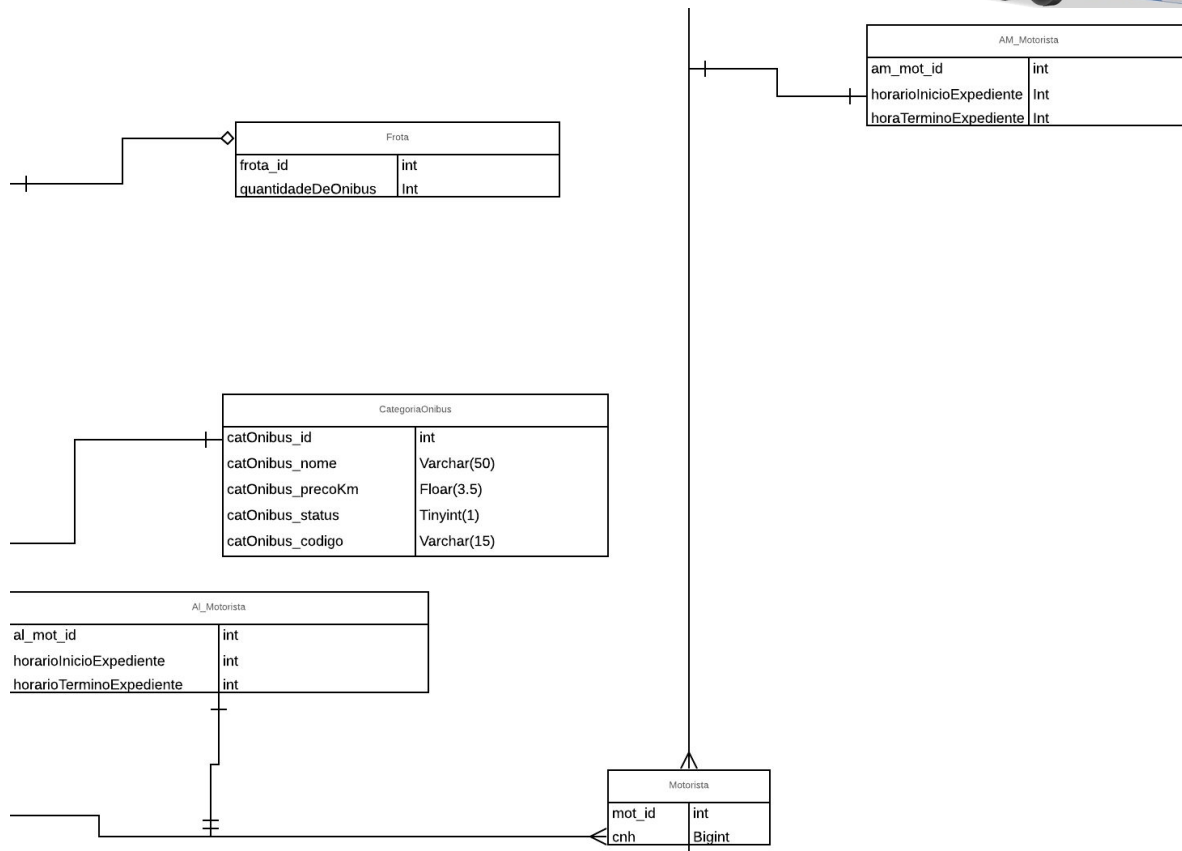 AM_Motorista
am_mot_id int
horarioInicioExpediente Int
horaTerminoExpediente Int
Frota
frota_id int
quantidadeDeOnibus Int
CategoriaOnibus
catOnibus_id int
catOnibus_nome Varchar(50)
catOnibus_precoKm Floar(3.5)
catOnibus_status Tinyint(1)
catOnibus_codigo Varchar(15)
Al_Motorista
al_mot_id int
horarioInicioExpediente int
horarioTerminoExpediente int
Motorista
mot_id int
cnh Bigint